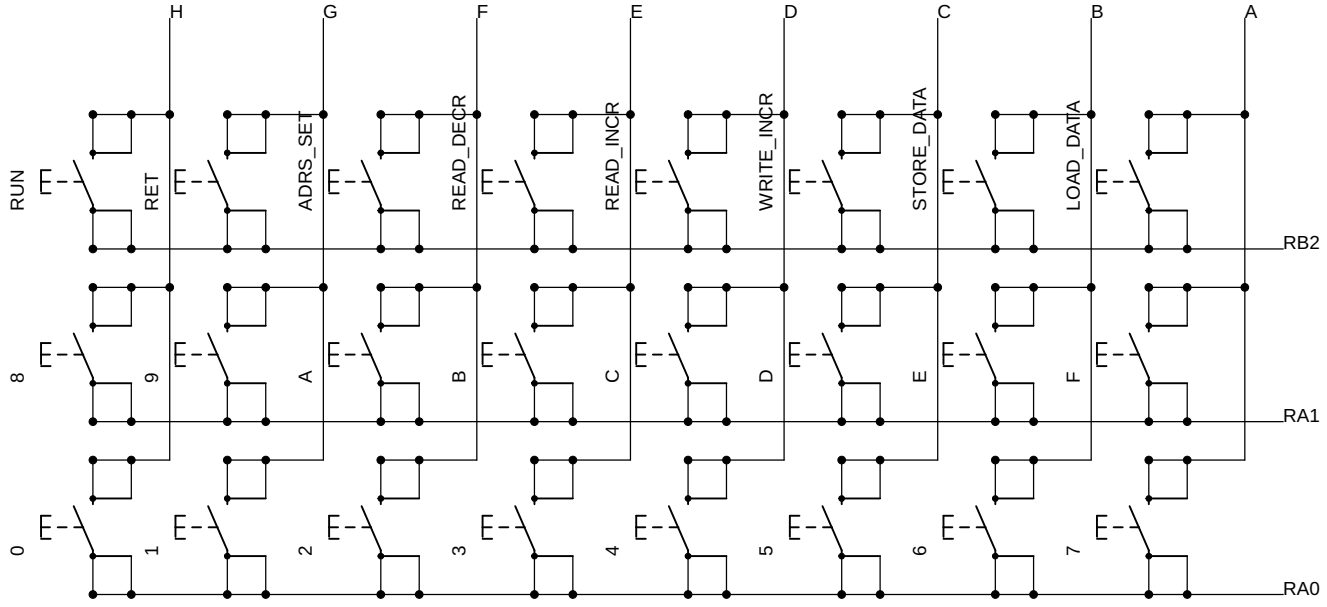 H G F E D C B A
RUN RET ADRS_SET READ_DECR READ_INCR WRITE_INCR STORE_DATA LOAD_DATA
RB2
8 9 A B C D E F
RA1
0 1 2 3 4 5 6 7
RA0